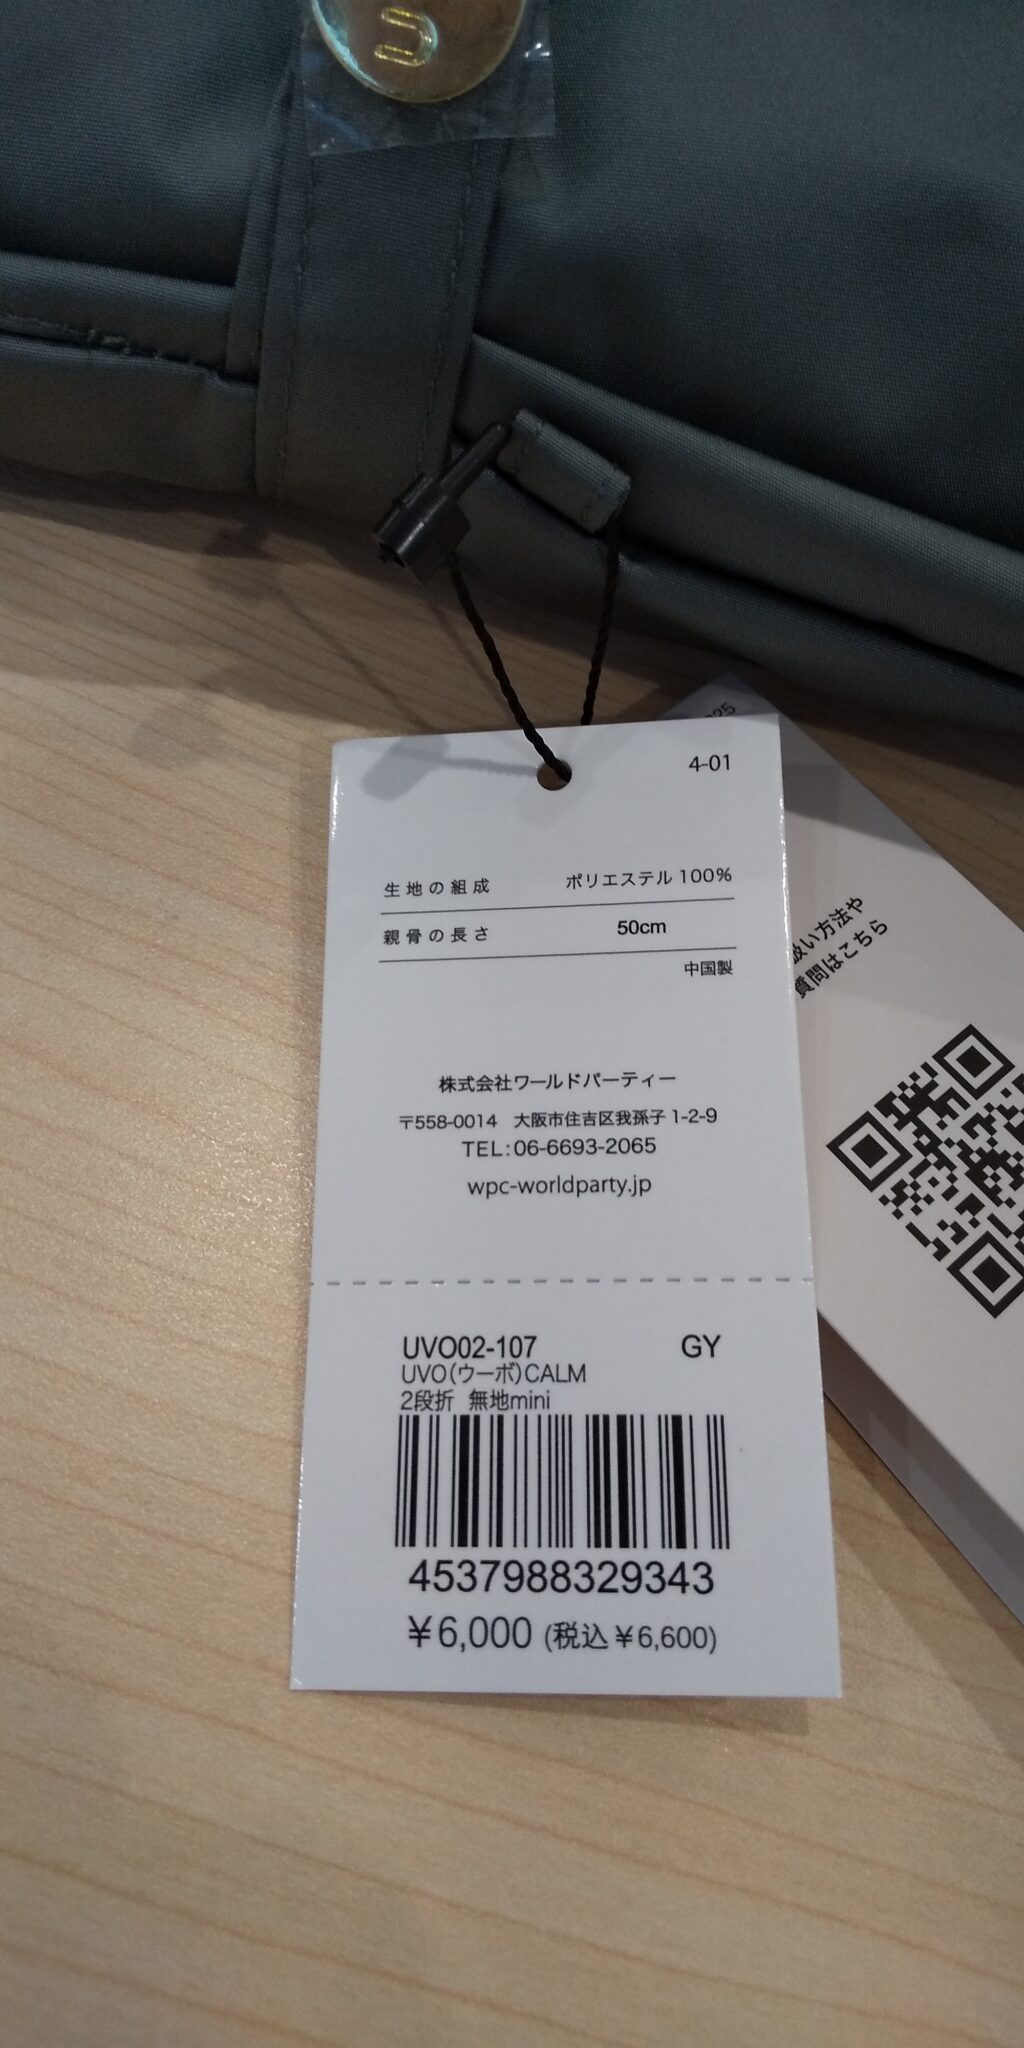 U
4-01
生地の組成 ポリエステル100%
親骨の長さ 50cm
中国製
株式会社ワールドパーティー
〒558-0014 大阪市住吉区我孫子1-2-9
TEL:06-6693-2065
wpc-worldparty.jp
UVO02-107 GY
UVO(ウーボ)CALM
2段折 無地mini
4537988329343
¥6,000 (税込¥6,600)
扱い方法や
質問はこちら